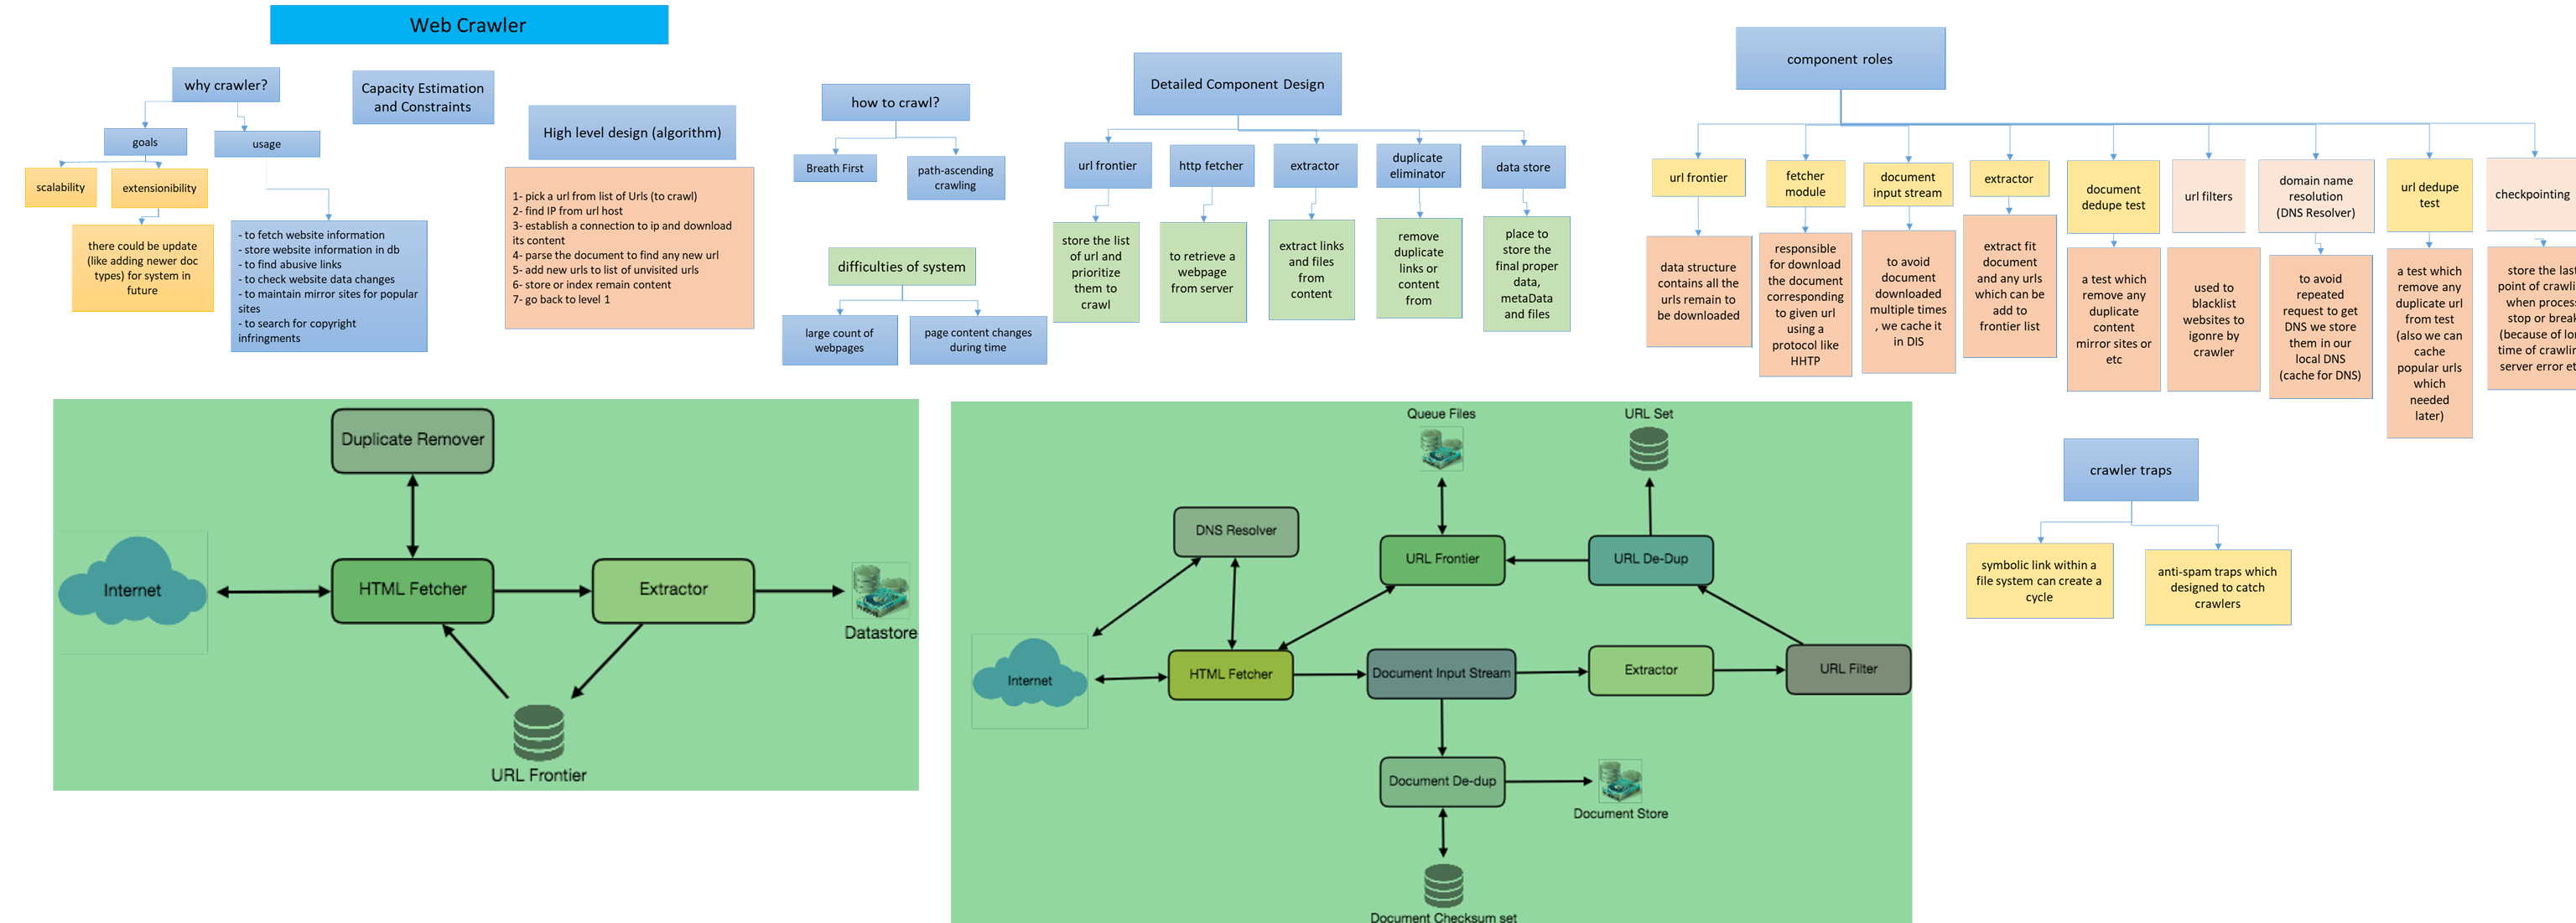 Web Crawler
why crawler?
goals
usage
scalability
extensionibility
there could be update
(like adding newer doc
types) for system in
future
- to fetch website information
- store website information in db
- to find abusive links
- to check website data changes
- to maintain mirror sites for popular
sites
- to search for copyright
infringments
Capacity Estimation
and Constraints
High level design (algorithm)
1- pick a url from list of Urls (to crawl)
2- find IP from url host
3- establish a connection to ip and download
its content
4- parse the document to find any new url
5- add new urls to list of unvisited urls
6- store or index remain content
7- go back to level 1
how to crawl?
Breath First
path-ascending
crawling
difficulties of system
large count of
webpages
page content changes
during time
Detailed Component Design
url frontier
http fetcher
extractor
duplicate
eliminator
data store
store the list
of url and
prioritize
them to
crawl
to retrieve a
webpage
from server
extract links
and files
from
content
remove
duplicate
links or
content
from
place to
store the
final proper
data,
metaData
and files
component roles
url frontier
fetcher
module
document
input stream
extractor
document
dedupe test
url filters
domain name
resolution
(DNS Resolver)
url dedupe
test
checkpointing
data structure
contains all the
urls remain to
be downloaded
responsible
for download
the document
corresponding
to given url
using a
protocol like
HHTP
to avoid
document
downloaded
multiple times
, we cache it
in DIS
extract fit
document
and any urls
which can be
add to
frontier list
a test which
remove any
duplicate
content
mirror sites or
etc
used to
blacklist
websites to
igonre by
crawler
to avoid
repeated
request to get
DNS we store
them in our
local DNS
(cache for DNS)
a test which
remove any
duplicate url
from test
(also we can
cache
popular urls
which
needed
later)
store the last
point of
when process
stop or
(because of
time of
server error
crawler traps
symbolic link within a
file system can create a
cycle
anti-spam traps which
designed to catch
crawlers
Duplicate Remover
Internet
HTML Fetcher
Extractor
Datastore
URL Frontier
Queue Files
URL Set
DNS Resolver
URL Frontier
URL De-Dup
Internet
HTML Fetcher
Document Input Stream
Extractor
URL Filter
Document De-dup
Document Store
Document Checksum set